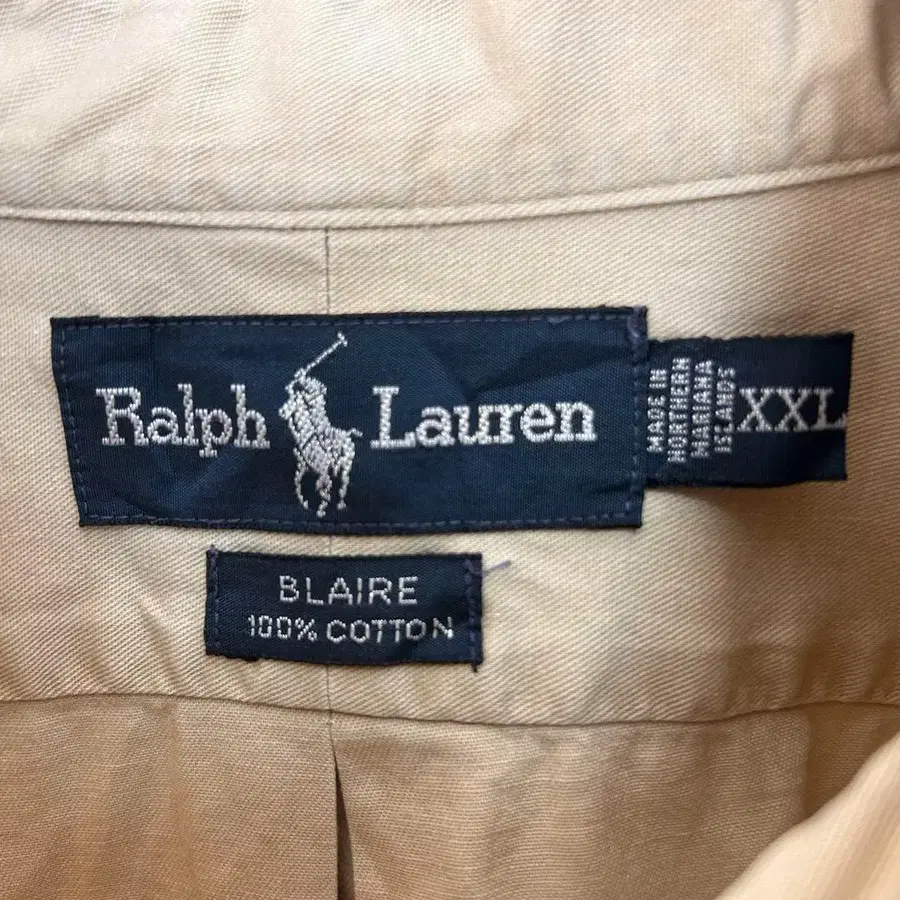 Ralph Lauren
MADE IN
NORTHERN
MARIANA
ISLANDS
XXL
BLAIRE
100% COTTON